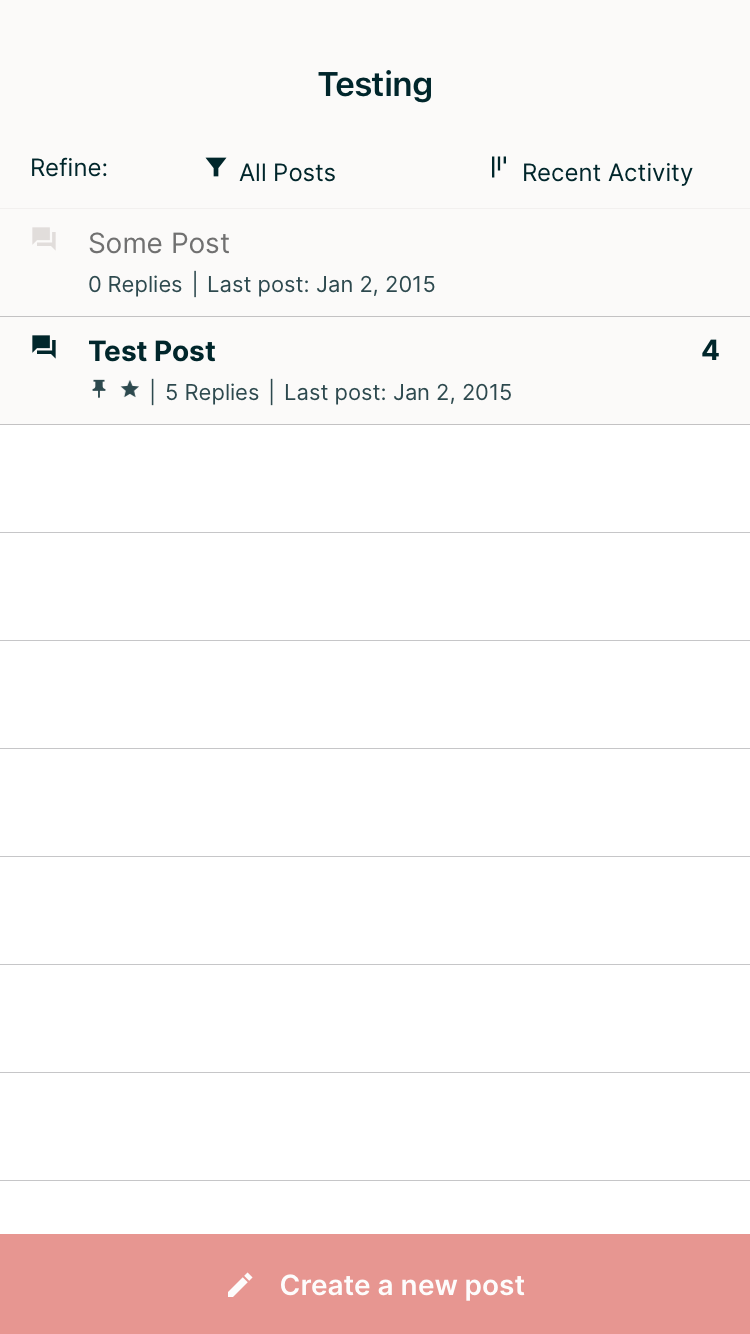 Testing
Refine: All Posts Recent Activity
Some Post
0 Replies | Last post: Jan 2, 2015
Test Post 4
| 5 Replies | Last post: Jan 2, 2015
Create a new post